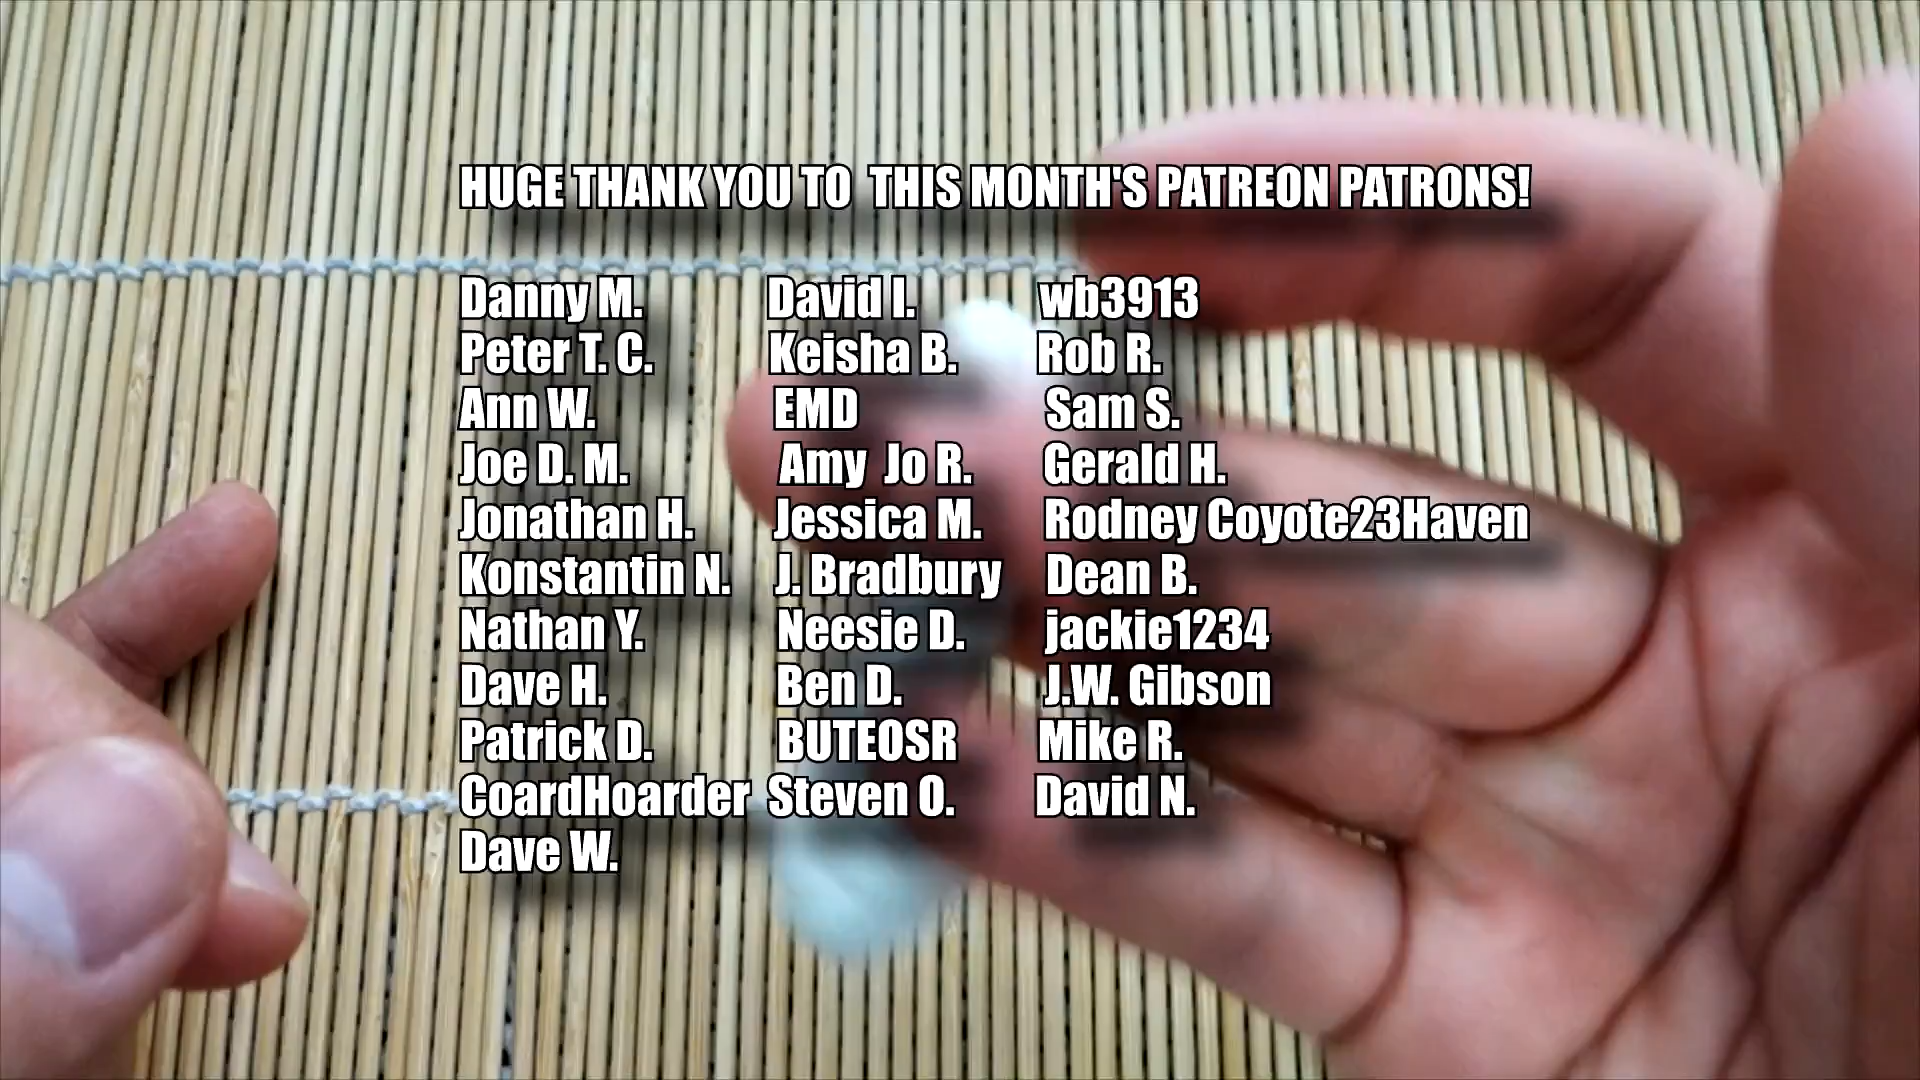 HUGE THANK YOU TO THIS MONTH'S PATREON PATRONS!
Danny M. David I. wb3913
Peter T. C. Keisha B. Rob R.
Ann W. EMD Sam S.
Joe D. M. Amy Jo R. Gerald H.
Jonathan H. Jessica M. Rodney Coyote23Haven
Konstantin N. J. Bradbury Dean B.
Nathan Y. Neesie D. jackie1234
Dave H. Ben D. J.W. Gibson
Patrick D. BUTEOSR Mike R.
CoardHoarder Steven O. David N.
Dave W.